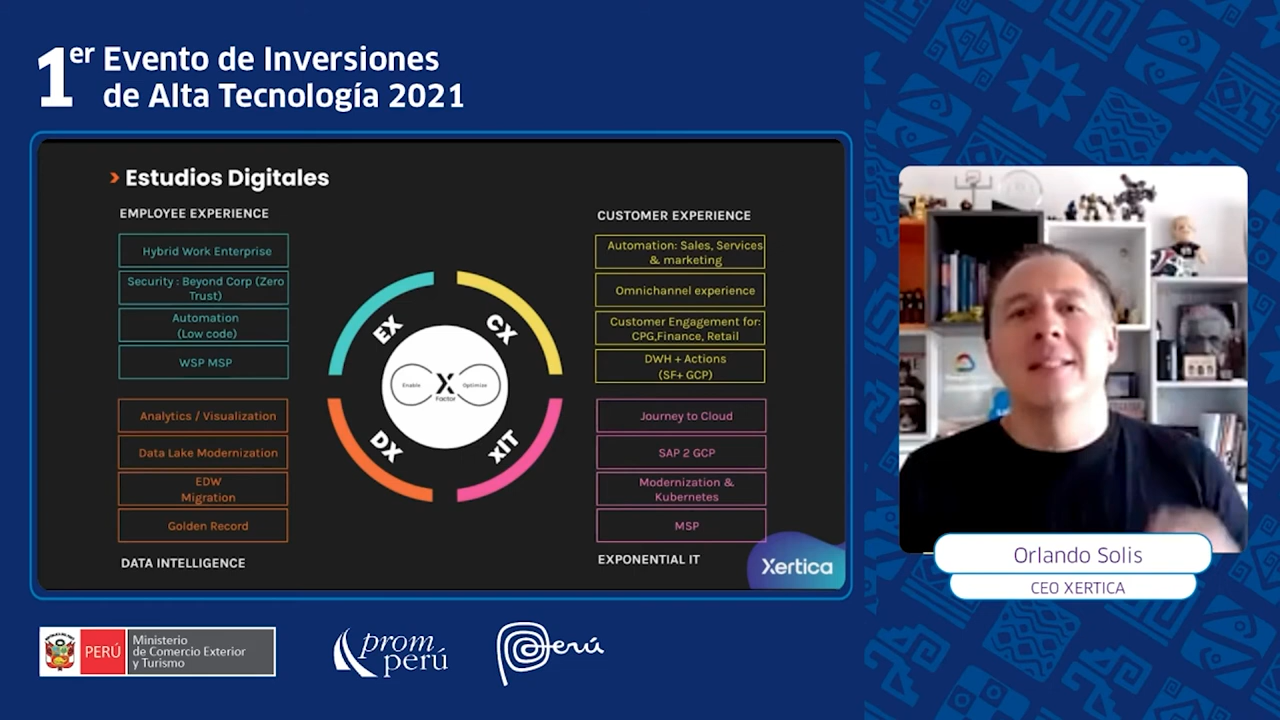 1er Evento de Inversiones
de Alta Tecnología 2021
> Estudios Digitales
EMPLOYEE EXPERIENCE
Hybrid Work Enterprise
Security : Beyond Corp (Zero
Trust)
Automation
(Low code)
WSP MSP
Analytics / Visualization
Data Lake Modernization
EDW
Migration
Golden Record
DATA INTELLIGENCE
EX
CX
DX
xIT
Enable
X
Factor
Optimise
CUSTOMER EXPERIENCE
Automation: Sales, Services
& marketing
Omnichannel experience
Customer Engagement for:
CPG,Finance, Retail
DWH + Actions
(SF+ GCP)
Journey to Cloud
SAP 2 GCP
Modernization &
Kubernetes
MSP
EXPONENTIAL IT
Xertica
Orlando Solis
CEO XERTICA
PERÚ
Ministerio
de Comercio Exterior
y Turismo
prom
perú
Perú